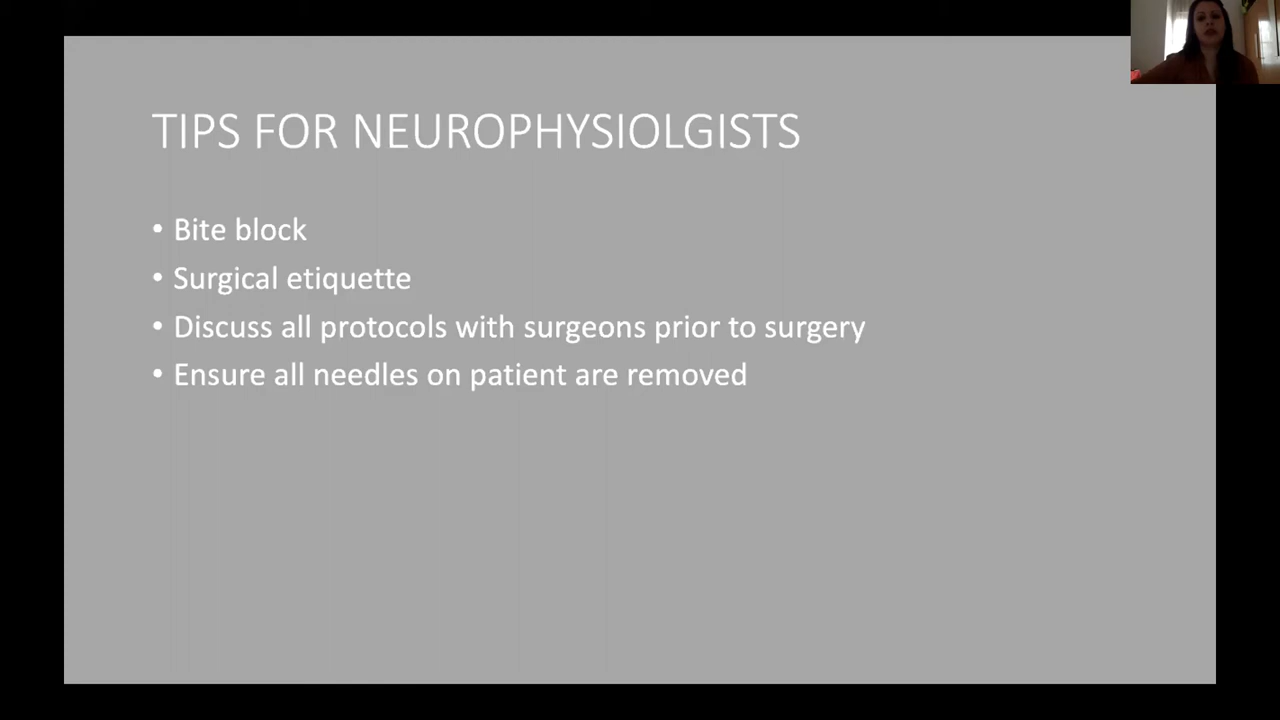 TIPS FOR NEUROPHYSIOLGISTS
• Bite block
• Surgical etiquette
• Discuss all protocols with surgeons prior to surgery
• Ensure all needles on patient are removed